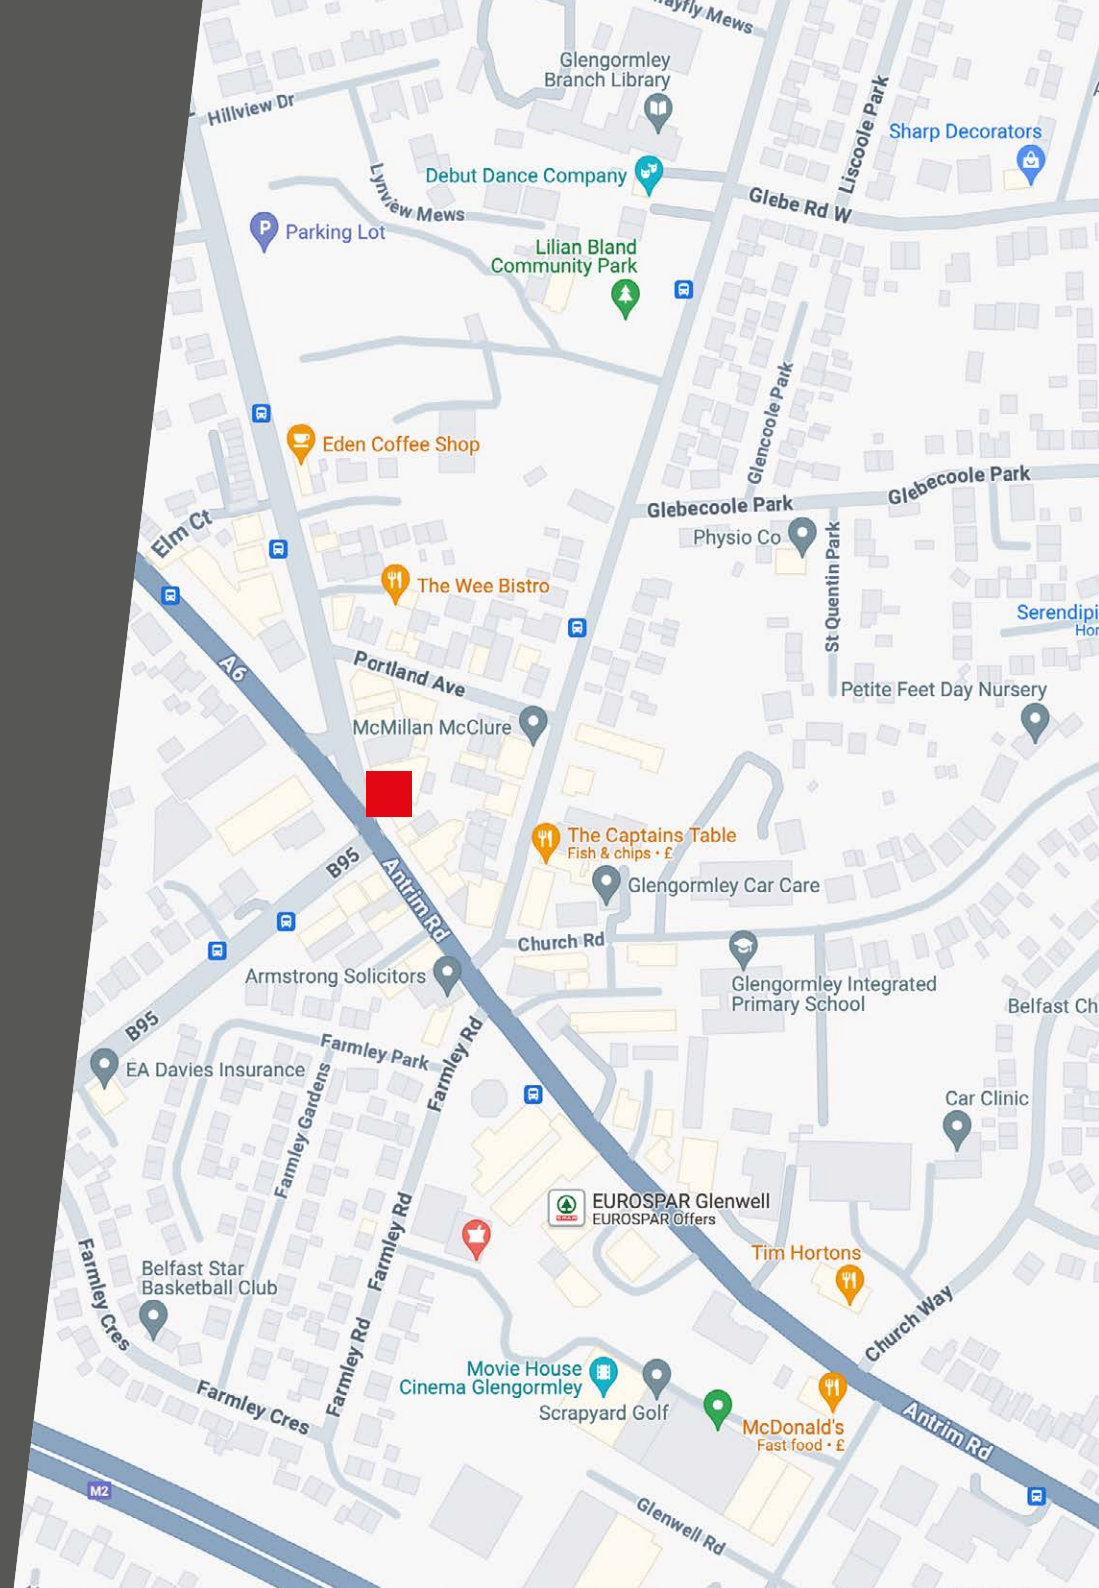 ayfly Mews
Glengormley
Branch Library
Hillview Dr
Liscoole Park
Sharp Decorators
Debut Dance Company
Lynview Mews
Glebe Rd W
P
Parking Lot
Lilian Bland
Community Park
Eden Coffee Shop
Glencoole Park
Glebecoole Park
Glebecoole Park
Elm Ct
Physio Co
St Quentin Park
The Wee Bistro
Serendipi
Hor
A6
Portland Ave
Petite Feet Day Nursery
McMillan McClure
The Captains Table
Fish & chips · £
B95
Antrim Rd
Glengormley Car Care
Church Rd
Armstrong Solicitors
Glengormley Integrated
Primary School
Belfast Ch
B95
Farmley Park
Farmley Rd
EA Davies Insurance
Farmley Gardens
Car Clinic
EUROSPAR Glenwell
EUROSPAR Offers
Farmley Rd
Tim Hortons
Farmley Cres
Belfast Star
Basketball Club
Church Way
Farmley Rd
Movie House
Cinema Glengormley
Farmley Cres
Scrapyard Golf
McDonald's
Fast food · £
Antrim Rd
M2
Glenwell Rd